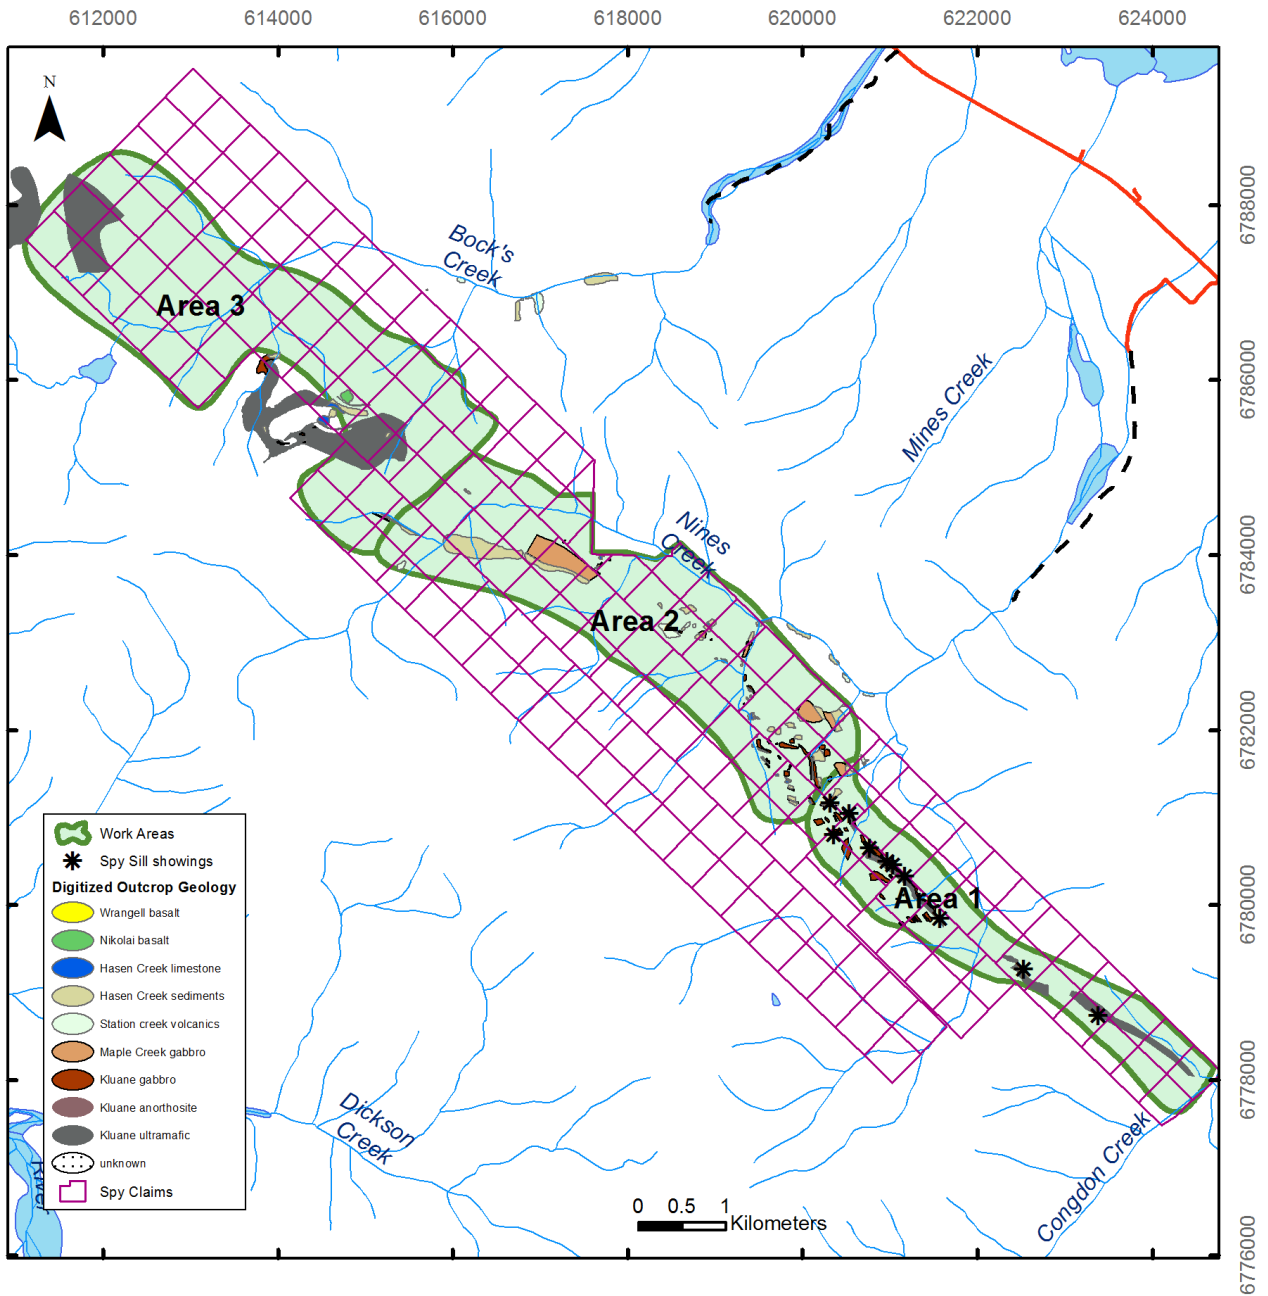 612000 614000 616000 618000 620000 622000 624000
N
6788000
Bock's
Creek
Area 3
6786000
Mines Creek
Nines
Creek
6784000
Area 2
6782000
Area 1
6780000
Work Areas
Spy Sill showings
Digitized Outcrop Geology
Wrangell basalt
Nikolai basalt
Hasen Creek limestone
Hasen Creek sediments
Station creek volcanics
Maple Creek gabbro
Kluane gabbro
Kluane anorthosite
Kluane ultramafic
unknown
Spy Claims
River
6778000
Dickson
Creek
Congdon Creek
0 0.5 1
Kilometers
6776000